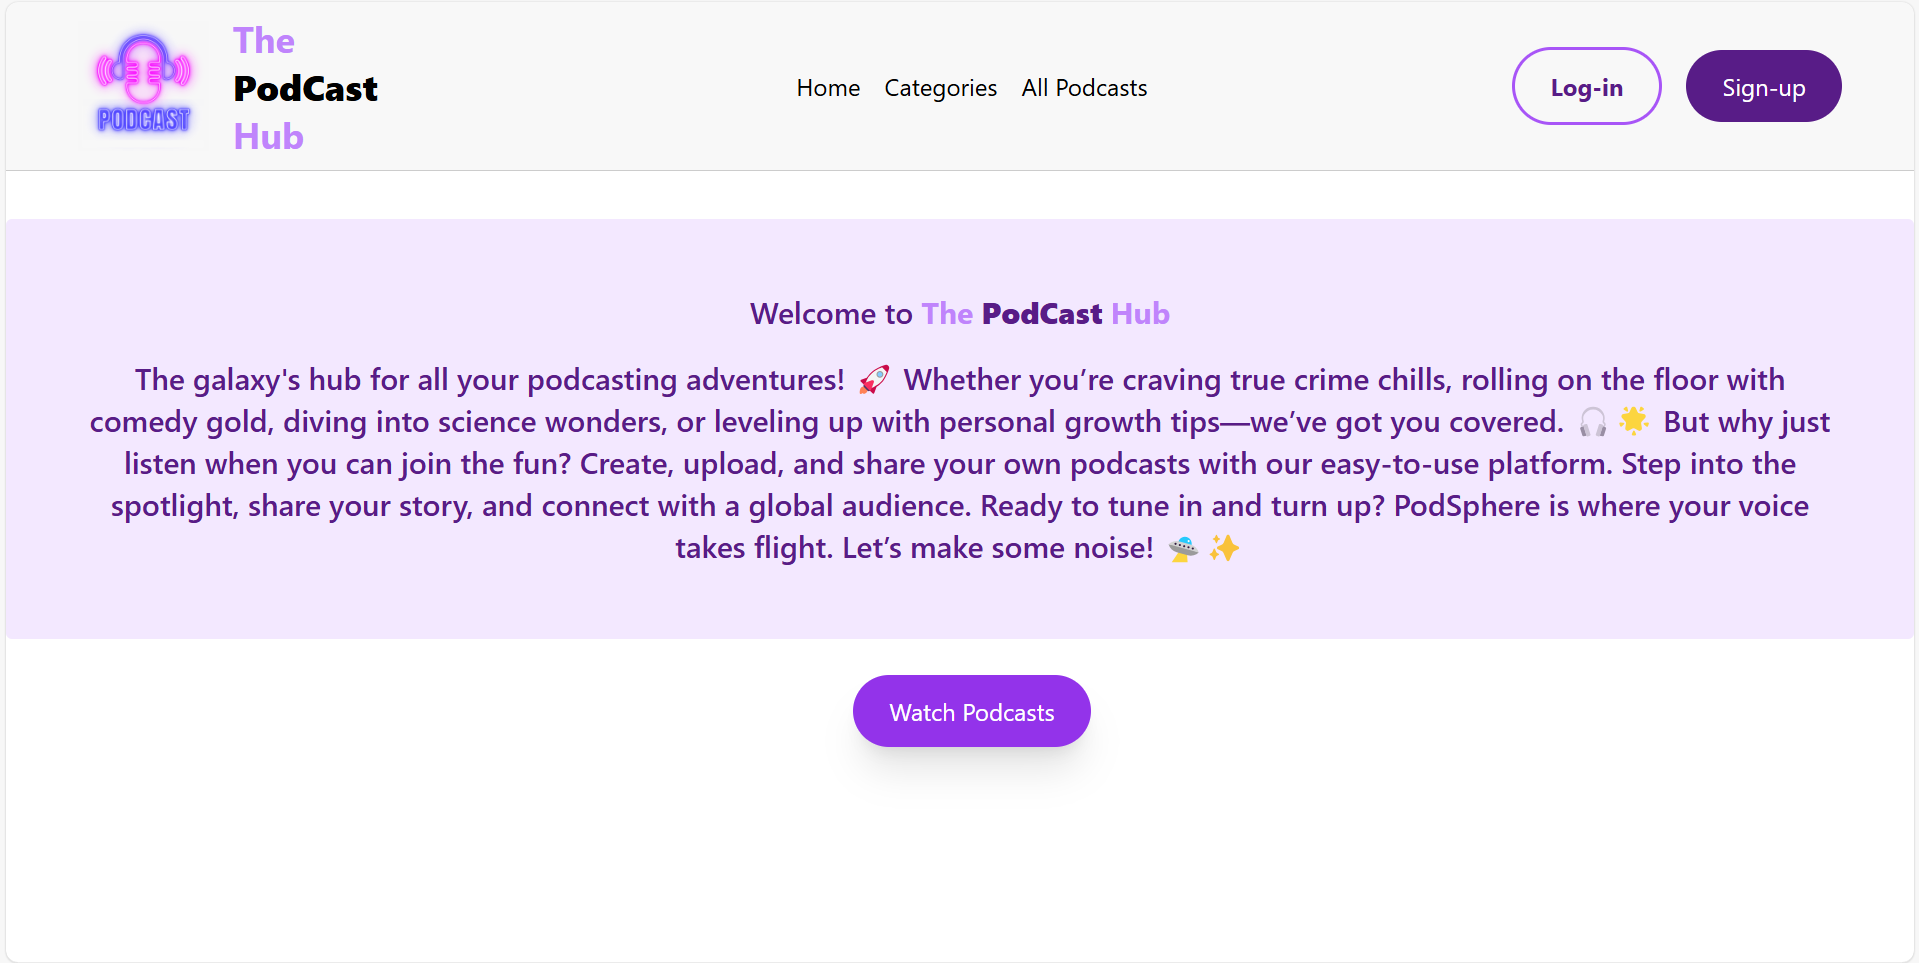 PODCAST
The
PodCast
Hub
Home Categories All Podcasts
Log-in
Sign-up
Welcome to The PodCast Hub
The galaxy's hub for all your podcasting adventures! 🚀 Whether you’re craving true crime chills, rolling on the floor with
comedy gold, diving into science wonders, or leveling up with personal growth tips—we’ve got you covered. 🎧 🌟 But why just
listen when you can join the fun? Create, upload, and share your own podcasts with our easy-to-use platform. Step into the
spotlight, share your story, and connect with a global audience. Ready to tune in and turn up? PodSphere is where your voice
takes flight. Let’s make some noise! 🛸 ✨
Watch Podcasts